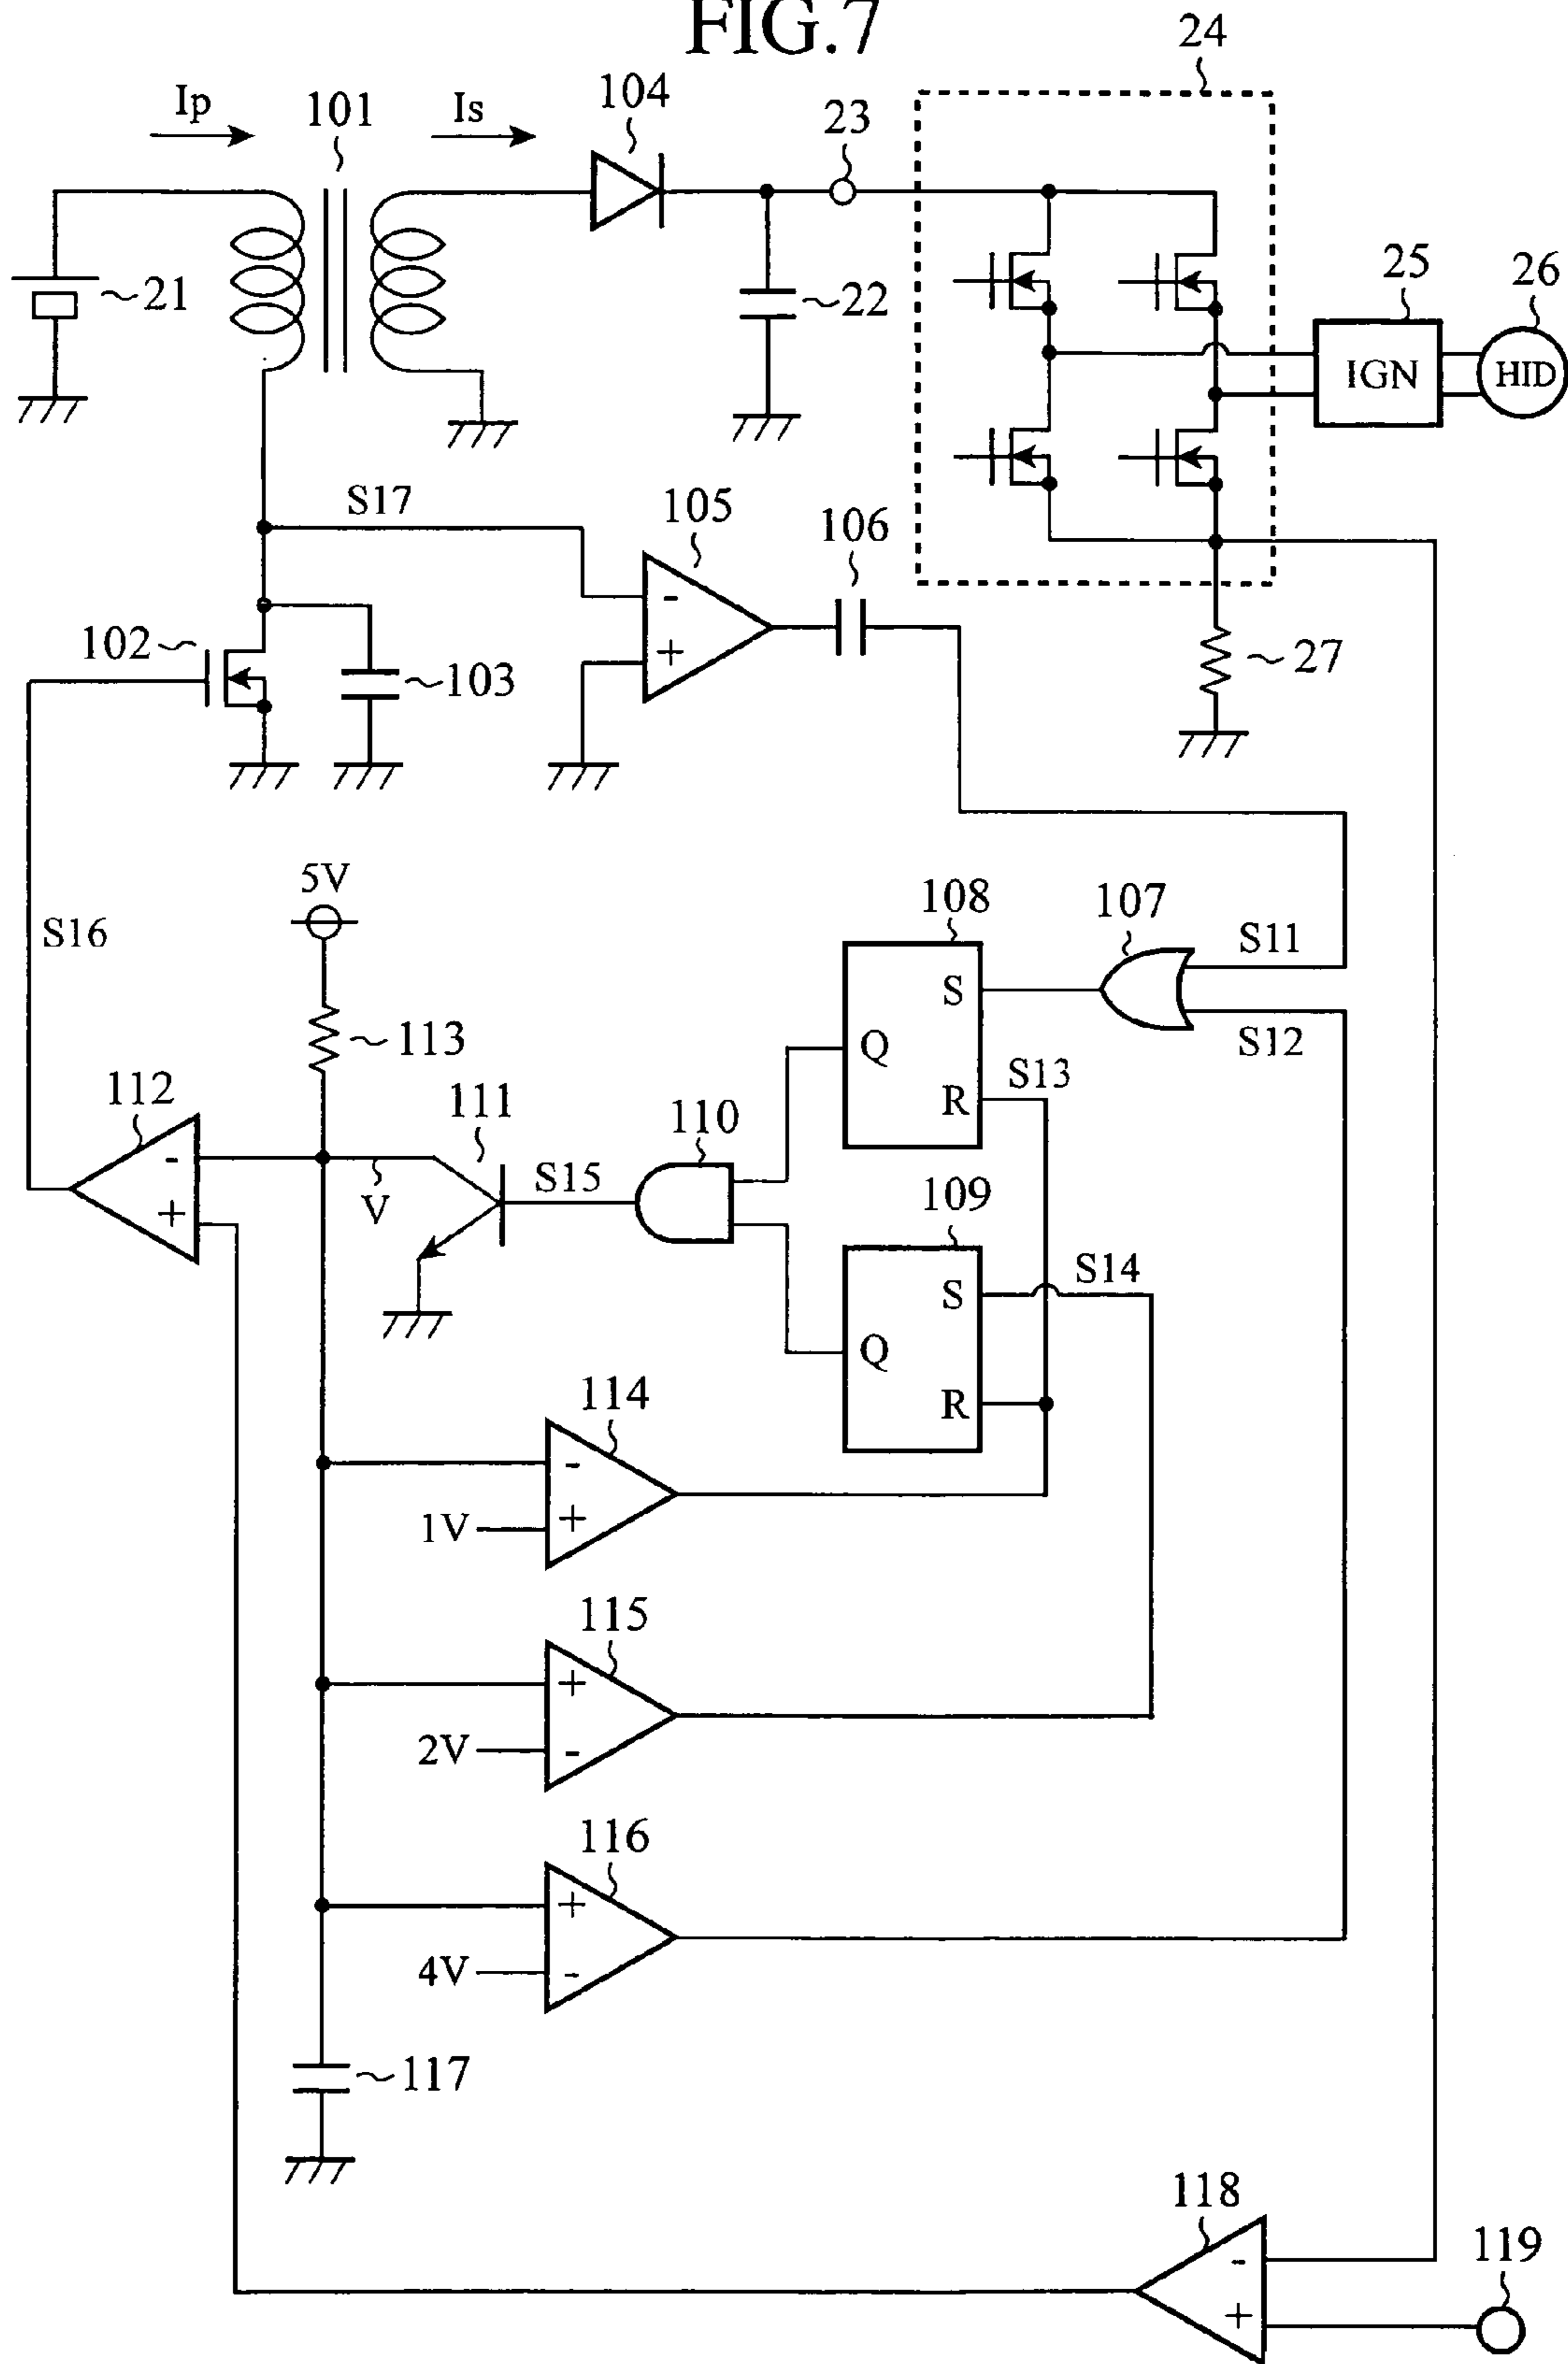 FIG.7
24
Ip
101
Is
104
23
21
22
25
26
IGN
HID
S17
105
106
-
+
102
103
27
5V
S16
108
107
S11
S
S12
Q
S13
R
113
112
111
110
-
V
S15
+
109
S14
S
Q
R
114
-
1V
+
115
+
2V
-
116
+
4V
-
117
118
119
-
+